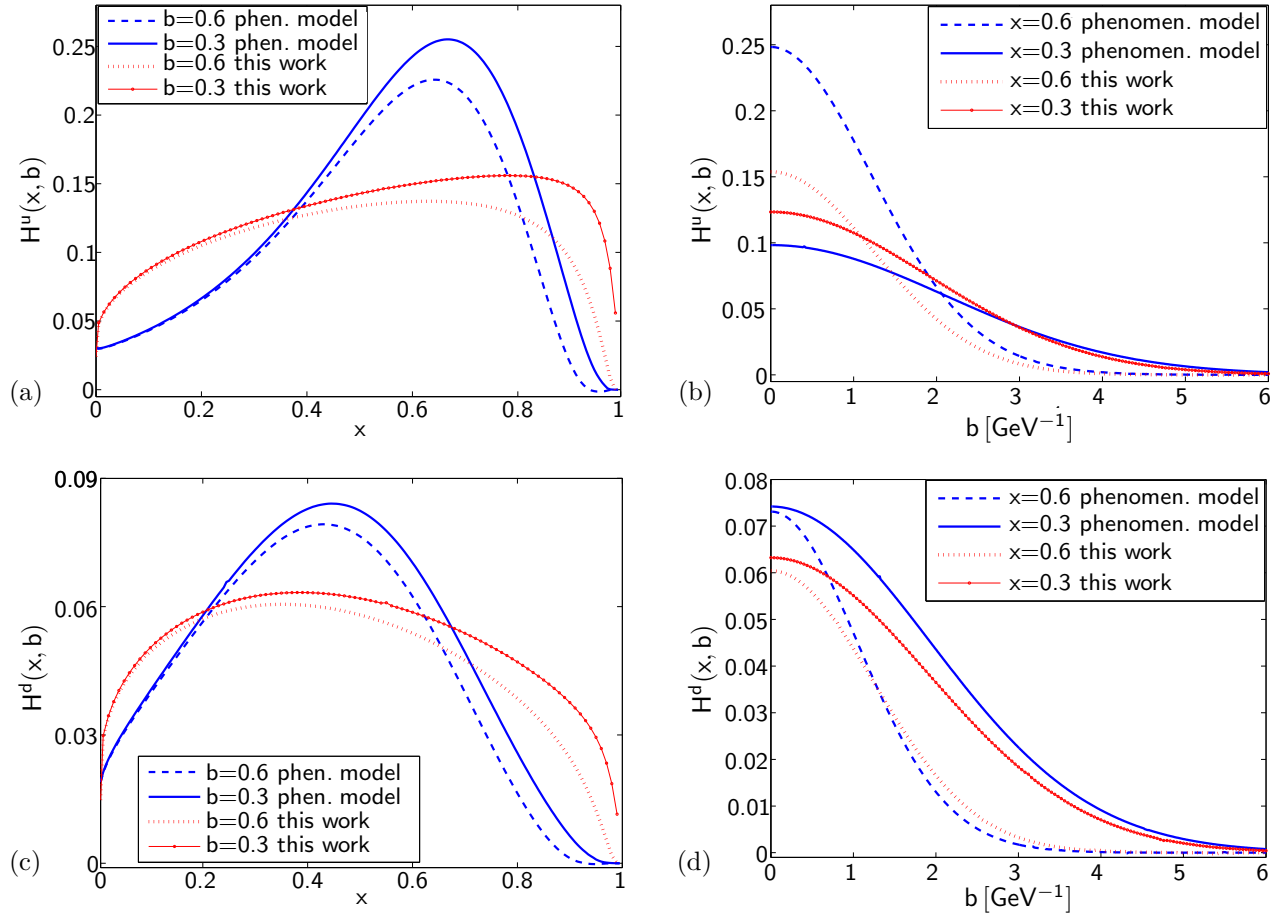 b=0.6 phen. model
b=0.3 phen. model
b=0.6 this work
b=0.3 this work
0.25
0.2
0.15
0.1
0.05
0
H^u(x, b)
0 0.2 0.4 0.6 0.8 1
x
(a)
x=0.6 phenomen. model
x=0.3 phenomen. model
x=0.6 this work
x=0.3 this work
0.25
0.2
0.15
0.1
0.05
0
H^u(x, b)
0 1 2 3 4 5 6
b [GeV⁻¹]
(b)
0.09
0.06
0.03
0
H^d(x, b)
b=0.6 phen. model
b=0.3 phen. model
b=0.6 this work
b=0.3 this work
0 0.2 0.4 0.6 0.8 1
x
(c)
x=0.6 phenomen. model
x=0.3 phenomen. model
x=0.6 this work
x=0.3 this work
0.08
0.07
0.06
0.05
0.04
0.03
0.02
0.01
0
H^d(x, b)
0 1 2 3 4 5 6
b [GeV⁻¹]
(d)